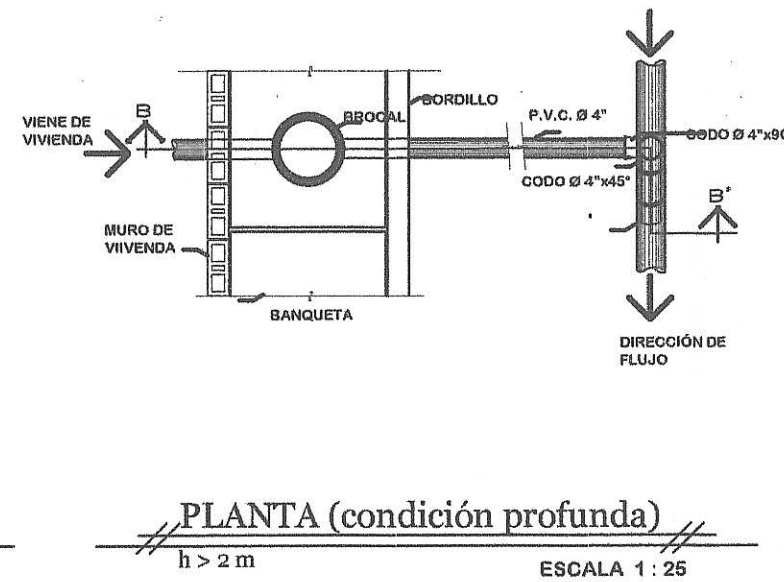 BORDILLO
BROCAL
P.V.C. Ø 4"
CODO Ø 4"x90
VIENE DE
VIVIENDA
B
CODO Ø 4"x45°
B'
MURO DE
VIIVENDA
BANQUETA
DIRECCIÓN DE
FLUJO
PLANTA (condición profunda)
h > 2 m
ESCALA 1 : 25